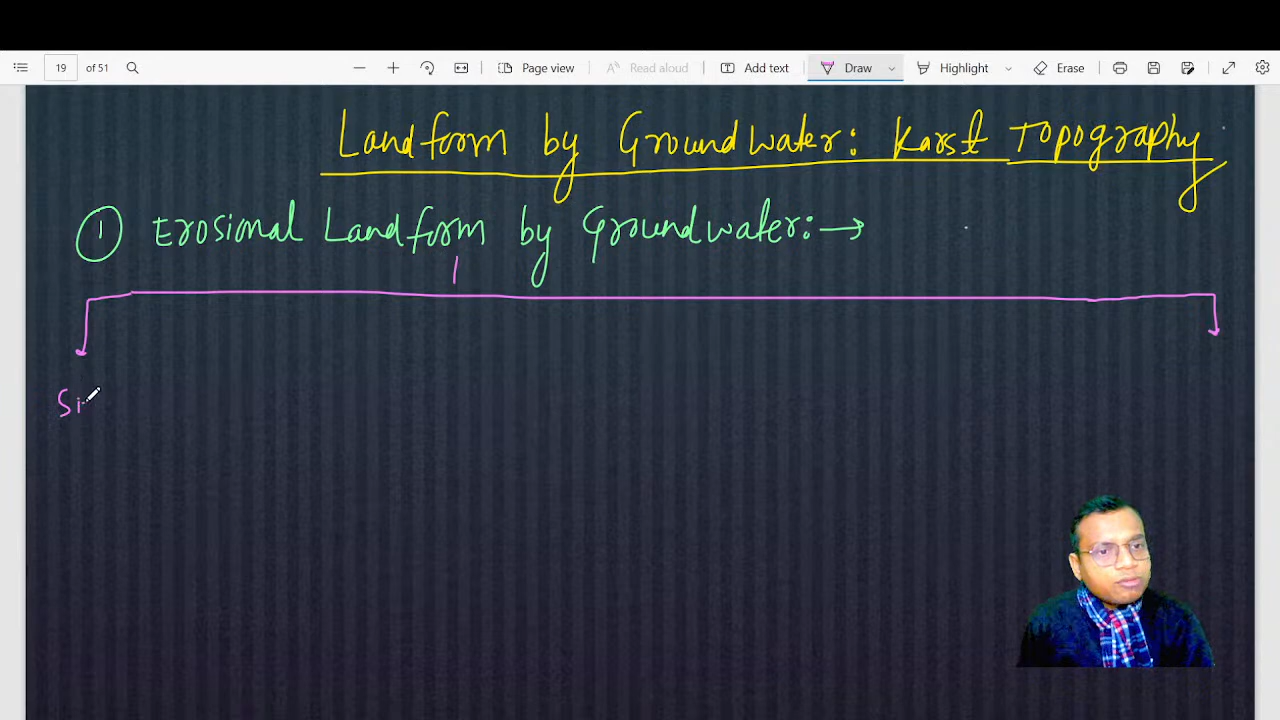 19 of 51 Page view Read aloud Add text Draw Highlight Erase
Landform by Groundwater: Karst Topography
1 Erosional Landform by Groundwater:→
Si